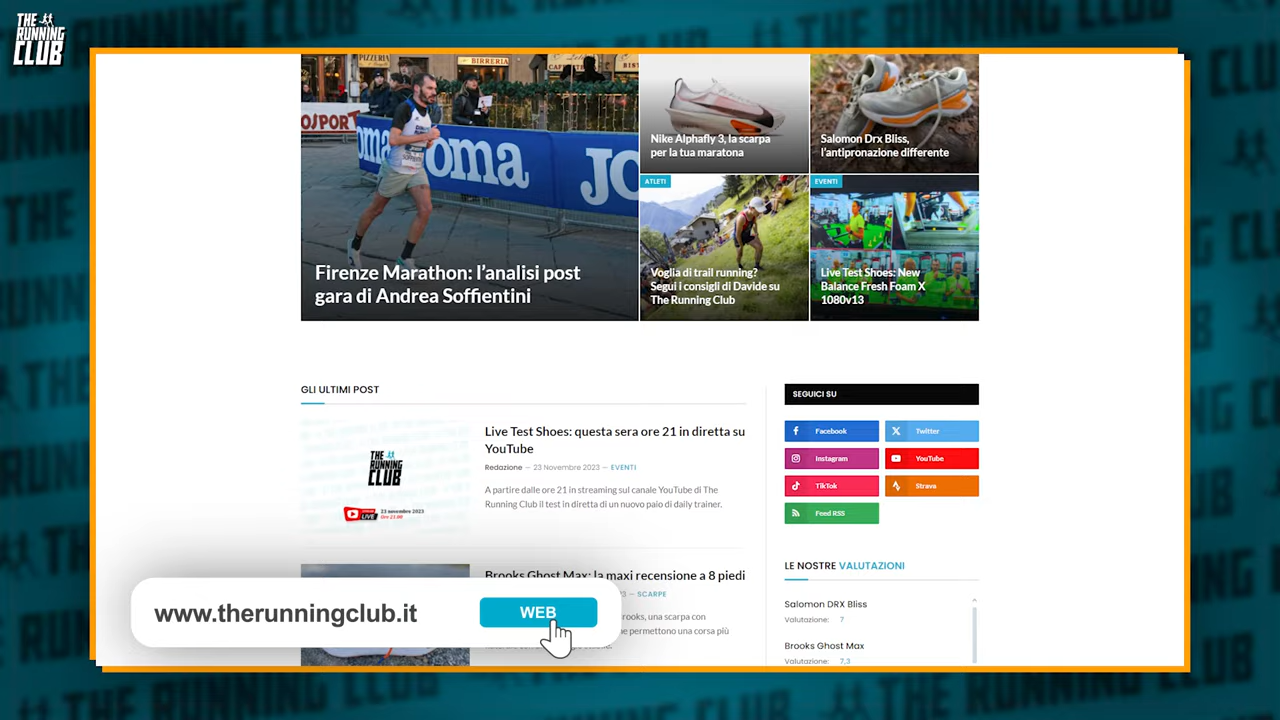 THE
RUNNING
CLUB
PIZZERIA
BIRRERIA
oma
oma
JO
Firenze Marathon: l'analisi post
gara di Andrea Soffientini
Nike Alphafly 3, la scarpa
per la tua maratona
Salomon Drx Bliss,
l'antipronazione differente
ATLETI
Voglia di trail running?
Segui i consigli di Davide su
The Running Club
EVENTI
Live Test Shoes: New
Balance Fresh Foam X
1080v13
GLI ULTIMI POST
THE
RUNNING
CLUB
LIVE
23 novembre 2023
Ore 21.00
Live Test Shoes: questa sera ore 21 in diretta su
YouTube
Redazione — 23 Novembre 2023 — EVENTI
A partire dalle ore 21 in streaming sul canale YouTube di The
Running Club il test in diretta di un nuovo paio di daily trainer.
Brooks Ghost Max: la maxi recensione a 8 piedi
— SCARPE
rooks, una scarpa con
permettono una corsa più
SEGUICI SU
Facebook
Twitter
Instagram
YouTube
TikTok
Strava
Feed RSS
LE NOSTRE VALUTAZIONI
Salomon DRX Bliss
Valutazione: 7
Brooks Ghost Max
Valutazione: 7,3
www.therunningclub.it
WEB